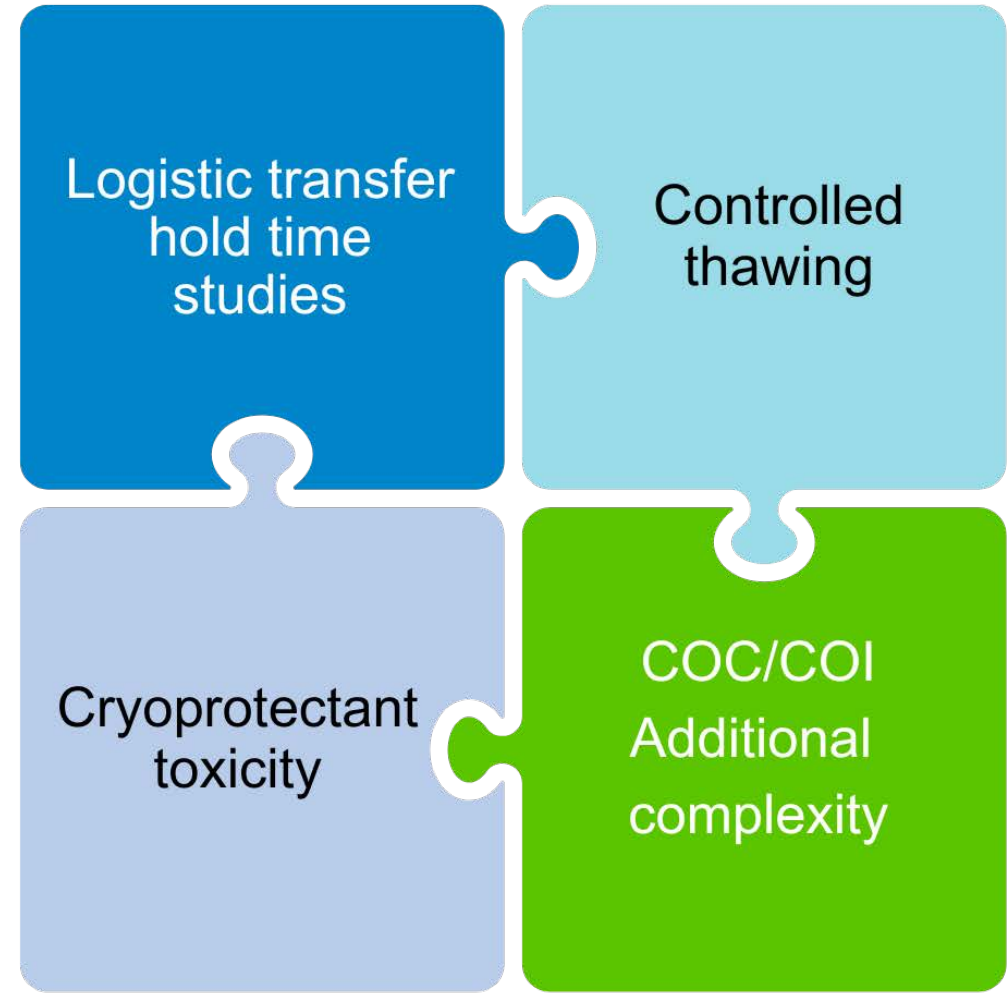 Logistic transfer
hold time
studies
Controlled
thawing
Cryoprotectant
toxicity
COC/COI
Additional
complexity